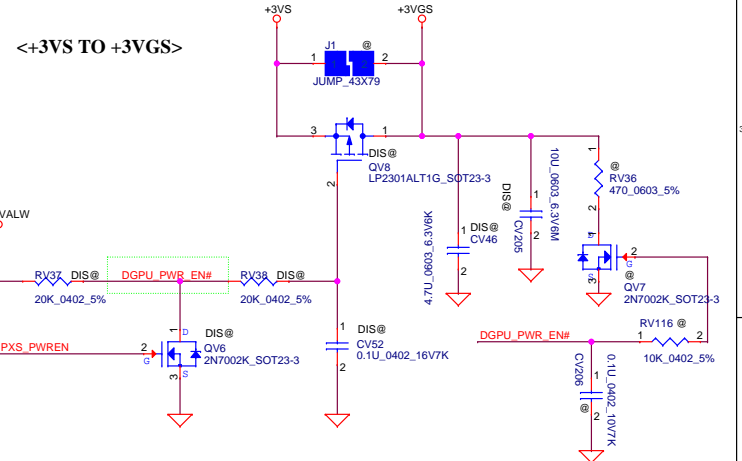 +3VS
+3VGS
<+3VS TO +3VGS>
J1
@
1
1
2
2
JUMP_43X79
3
1
2
DIS@
QV8
LP2301ALT1G_SOT23-3
10U_0603_6.3V6M
DIS@
1
2
CV205
4.7U_0603_6.3V6K
1
DIS@
CV46
2
1
@
RV36
470_0603_5%
2
VALW
RV37
DIS@
DGPU_PWR_EN#
RV38
DIS@
20K_0402_5%
20K_0402_5%
1
D
2
G
3
S
@
QV7
2N7002K_SOT23-3
PXS_PWREN
1
D
DIS@
QV6
2
G
2N7002K_SOT23-3
3
S
1
DIS@
CV52
0.1U_0402_16V7K
2
DGPU_PWR_EN#
RV116
@
1
2
10K_0402_5%
CV206
@
1
2
0.1U_0402_10V7K
3